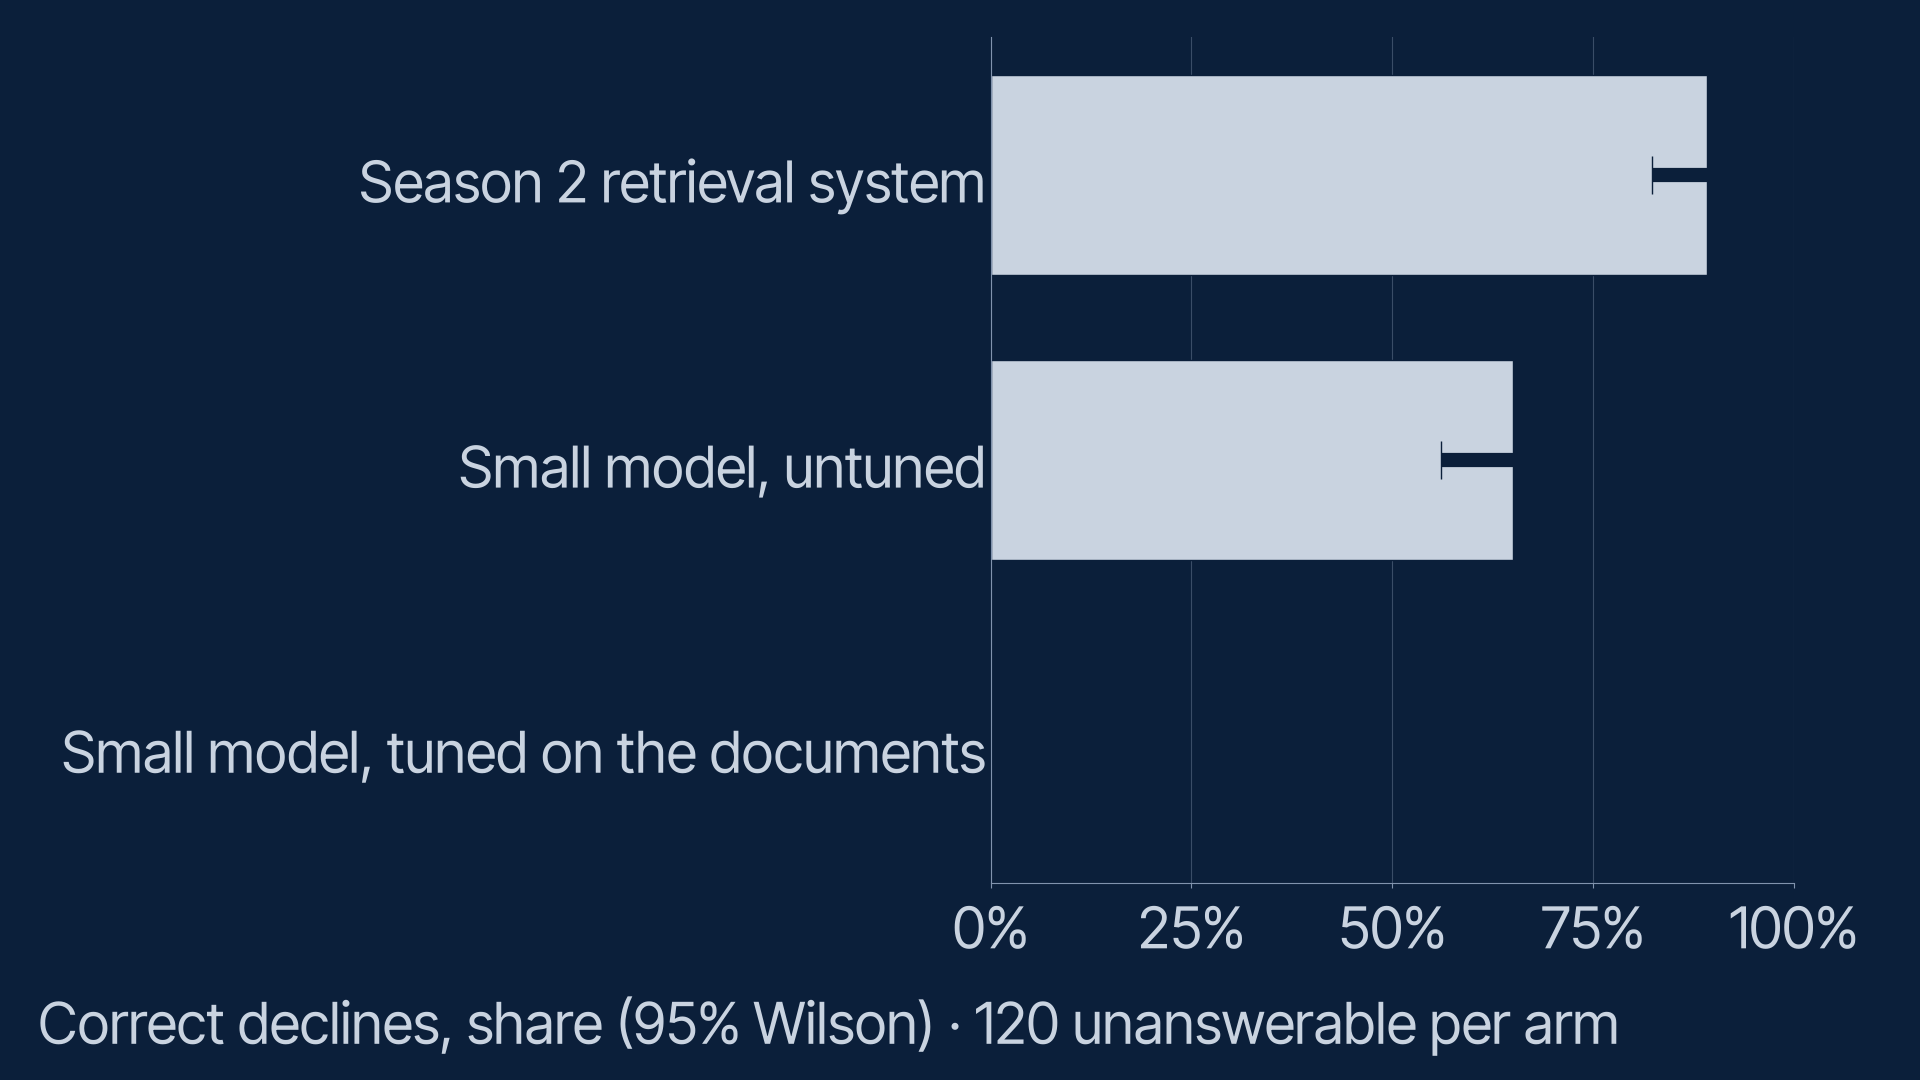 Season 2 retrieval system
Small model, untuned
Small model, tuned on the documents
0% 25% 50% 75% 100%
Correct declines, share (95% Wilson) · 120 unanswerable per arm